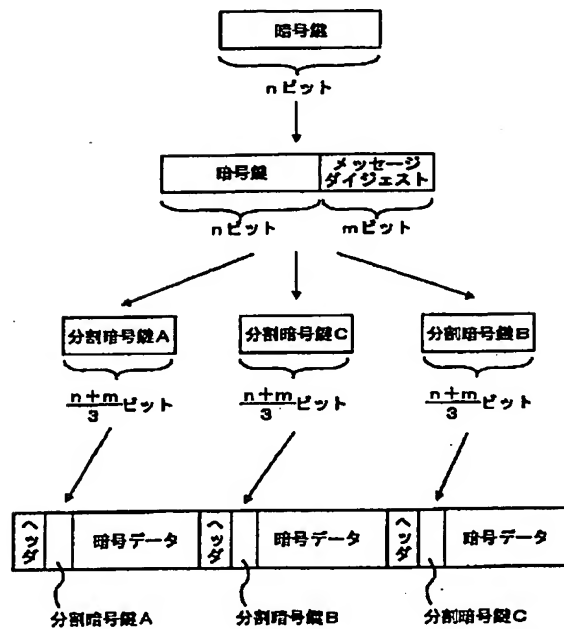 暗号鍵
nビット
暗号鍵
メッセージ
ダイジェスト
nビット
mビット
分割暗号鍵A
分割暗号鍵C
分割暗号鍵B
n+m
3
ビット
n+m
3
ビット
n+m
3
ビット
ヘッダ
暗号データ
ヘッダ
暗号データ
ヘッダ
暗号データ
分割暗号鍵A
分割暗号鍵B
分割暗号鍵C